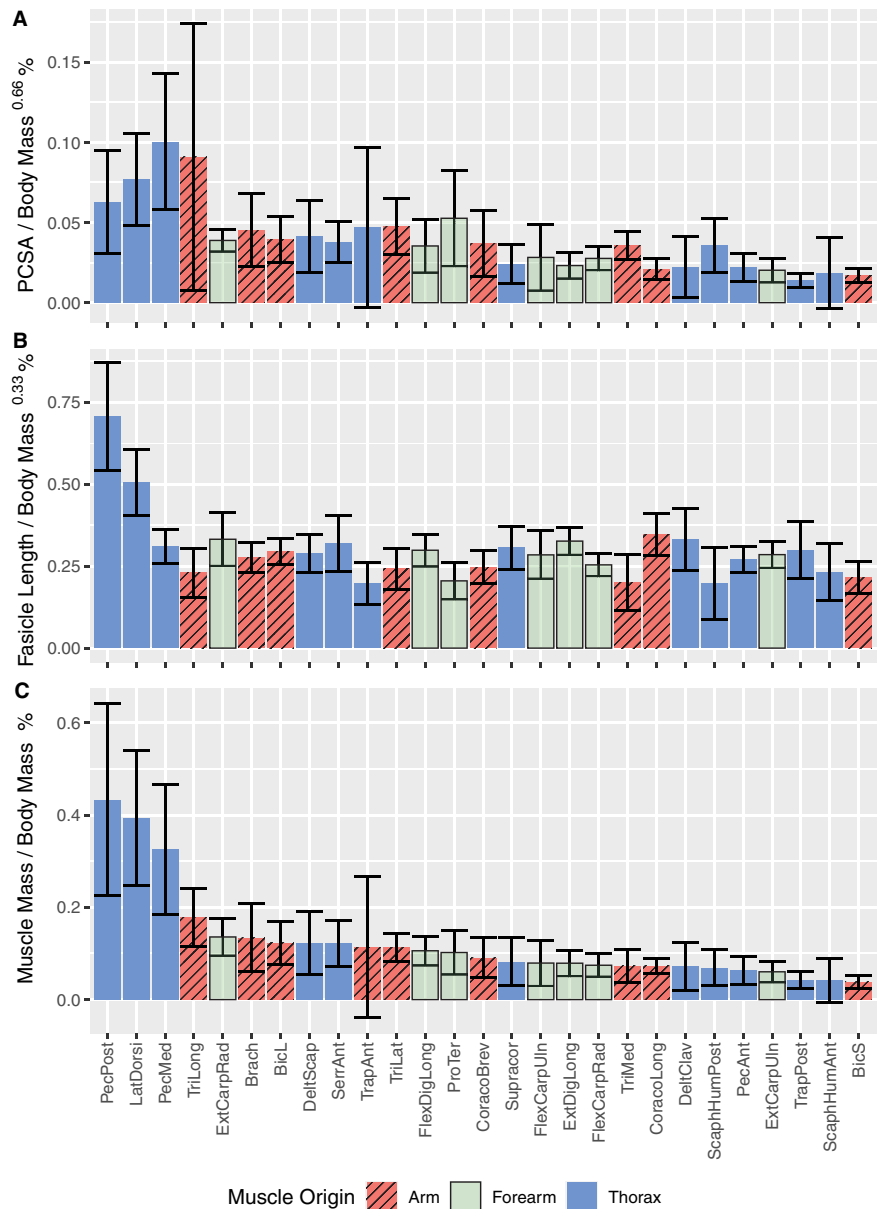 A
PCSA / Body Mass 0.66 %
0.15
0.10
0.05
0.00
B
Fasicle Length / Body Mass 0.33 %
0.75
0.50
0.25
0.00
C
Muscle Mass / Body Mass %
0.6
0.4
0.2
0.0
PecPost
LatDorsi
PecMed
TriLong
ExtCarpRad
Brach
BicL
DeltScap
SerrAnt
TrapAnt
TriLat
FlexDigLong
ProTer
CoracoBrev
Supracor
FlexCarpUln
ExtDigLong
FlexCarpRad
TriMed
CoracoLong
DeltClav
ScaphHumPost
PecAnt
ExtCarpUln
TrapPost
ScaphHumAnt
BicS
Muscle Origin Arm Forearm Thorax